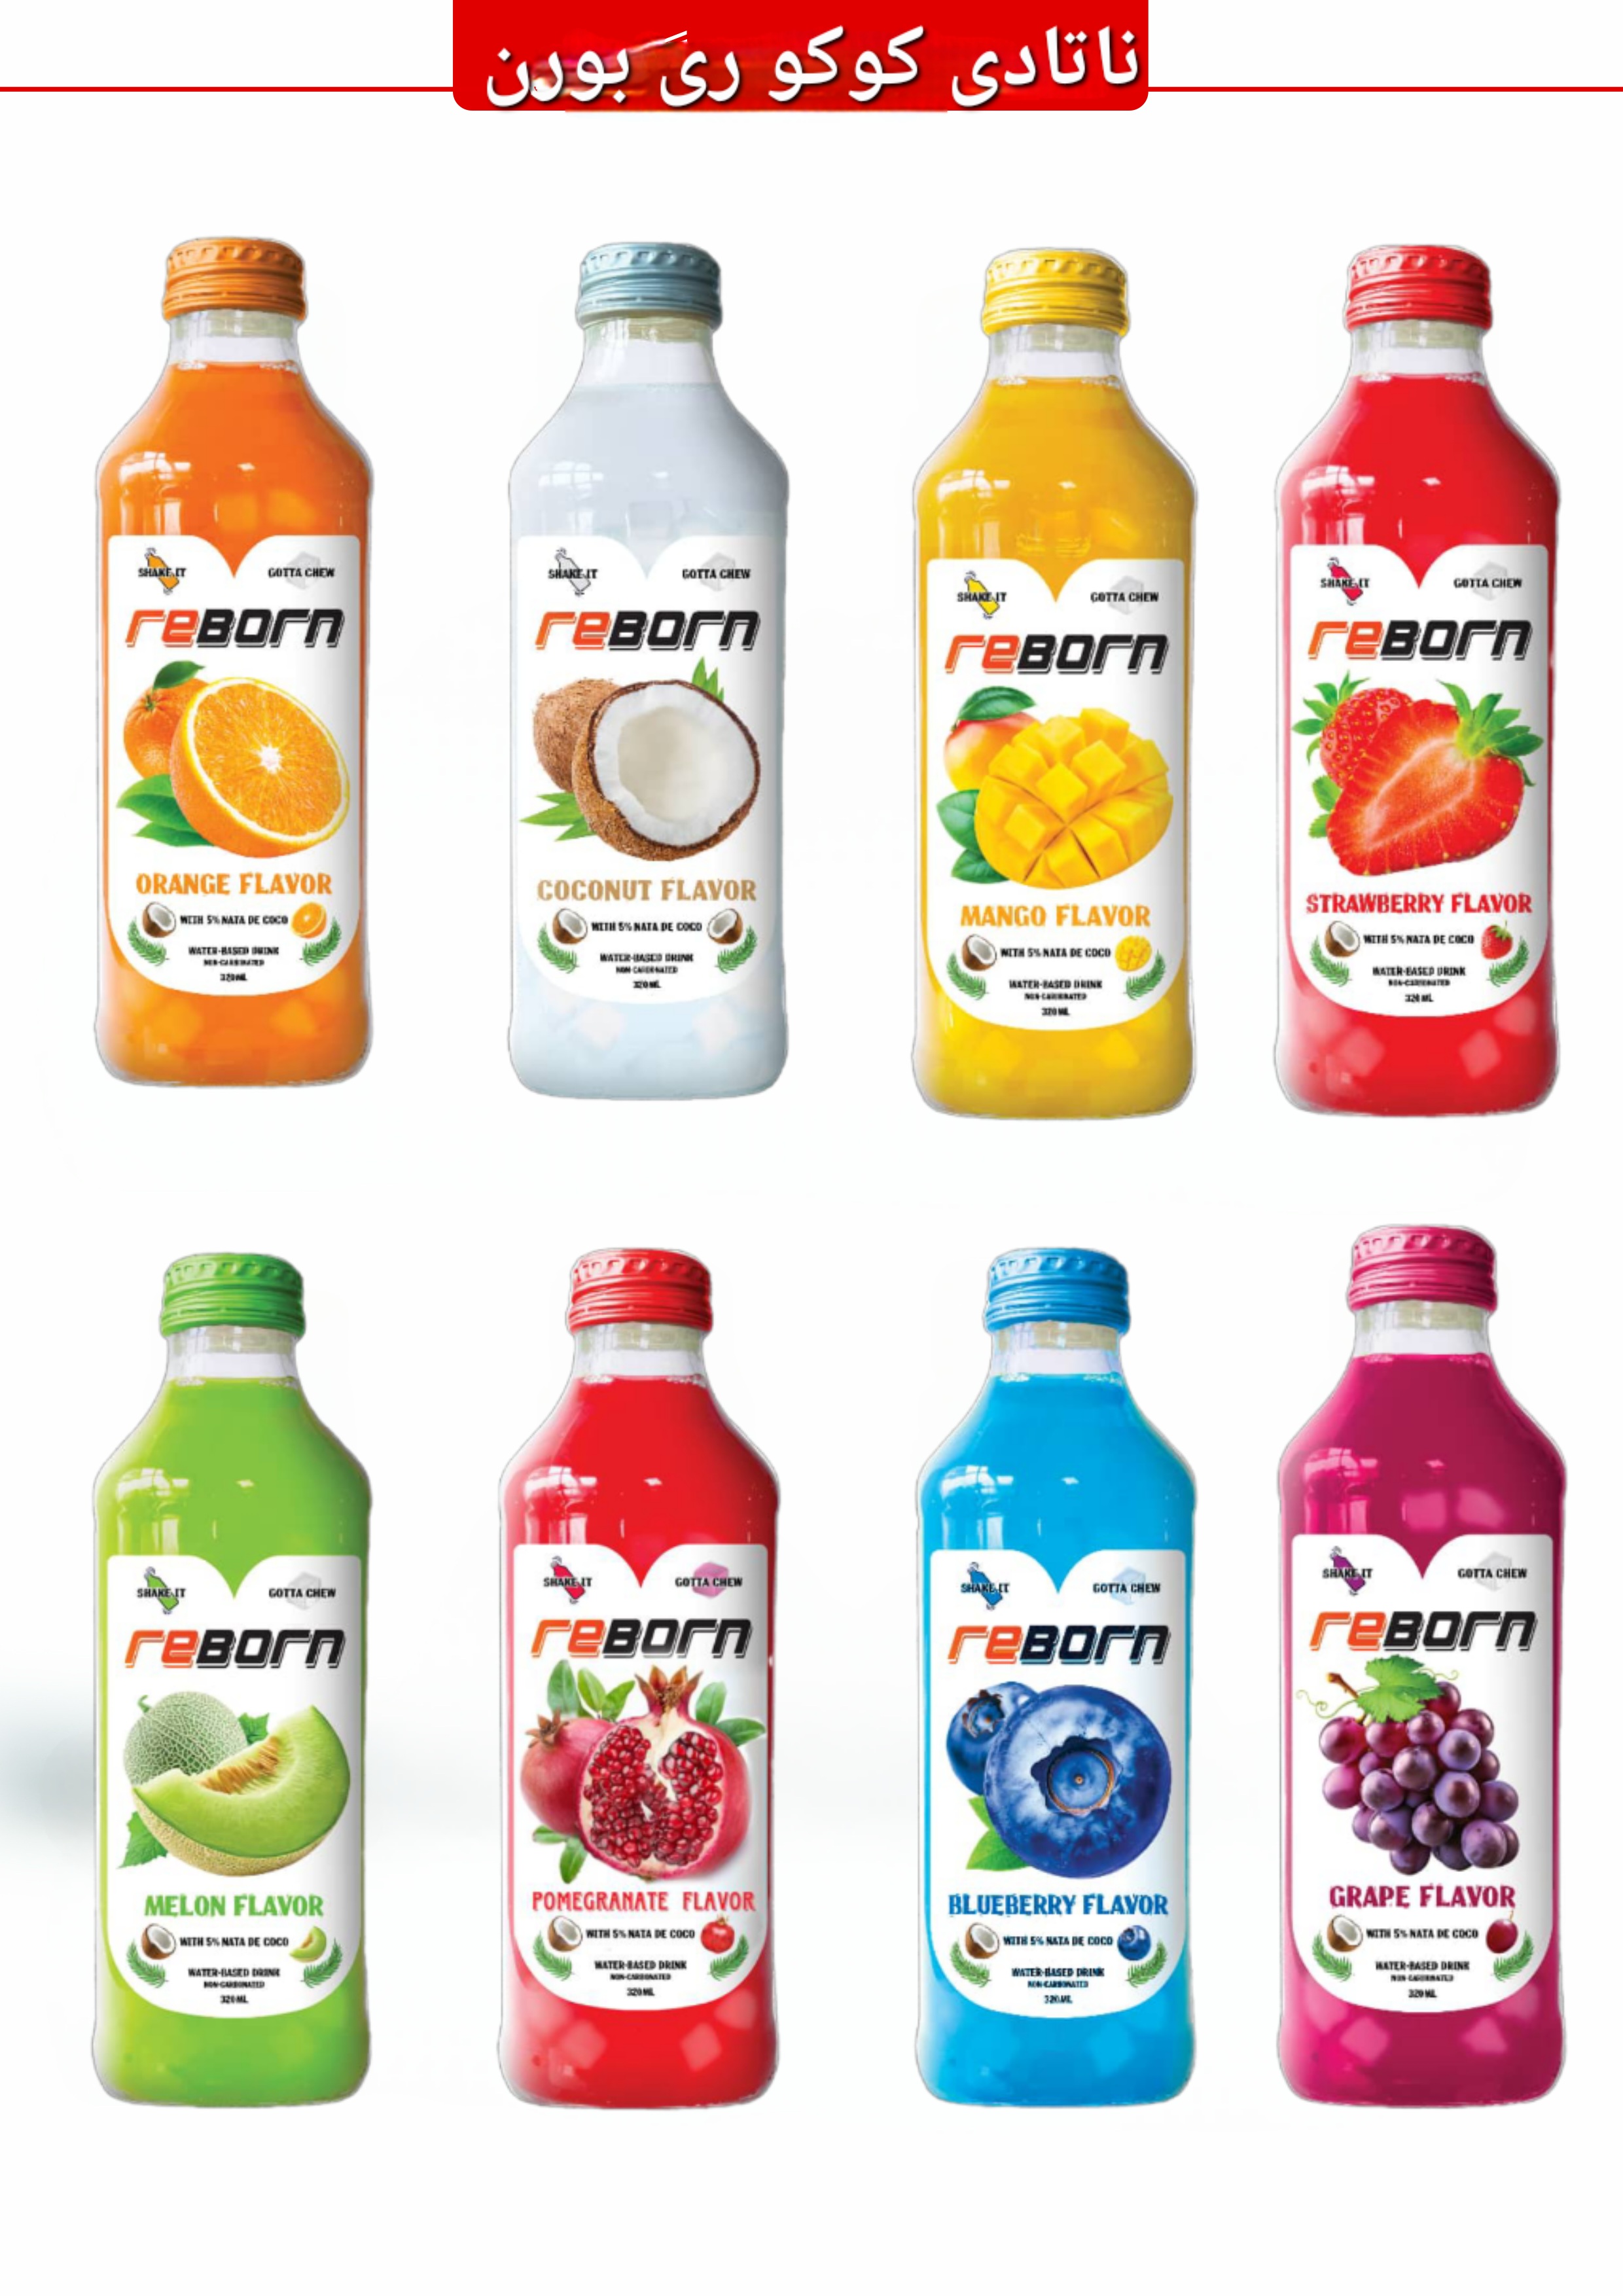 ناتادی کوکو ری بورن
SHAKE IT
GOTTA CHEW
reBORN
ORANGE FLAVOR
WITH 5% NATA DE COCO
WATER-BASED DRINK
NON-CARBONATED
320 ML
SHAKE IT
GOTTA CHEW
reBORN
COCONUT FLAVOR
WITH 5% NATA DE COCO
WATER-BASED DRINK
NON-CARBONATED
320 ML
SHAKE IT
GOTTA CHEW
reBORN
MANGO FLAVOR
WITH 5% NATA DE COCO
WATER-BASED DRINK
NON-CARBONATED
320 ML
SHAKE IT
GOTTA CHEW
reBORN
STRAWBERRY FLAVOR
WITH 5% NATA DE COCO
WATER-BASED DRINK
NON-CARBONATED
320 ML
SHAKE IT
GOTTA CHEW
reBORN
MELON FLAVOR
WITH 5% NATA DE COCO
WATER-BASED DRINK
NON-CARBONATED
320 ML
SHAKE IT
GOTTA CHEW
reBORN
POMEGRANATE FLAVOR
WITH 5% NATA DE COCO
WATER-BASED DRINK
NON-CARBONATED
320 ML
SHAKE IT
GOTTA CHEW
reBORN
BLUEBERRY FLAVOR
WITH 5% NATA DE COCO
WATER-BASED DRINK
NON-CARBONATED
320 ML
SHAKE IT
GOTTA CHEW
reBORN
GRAPE FLAVOR
WITH 5% NATA DE COCO
WATER-BASED DRINK
NON-CARBONATED
320 ML